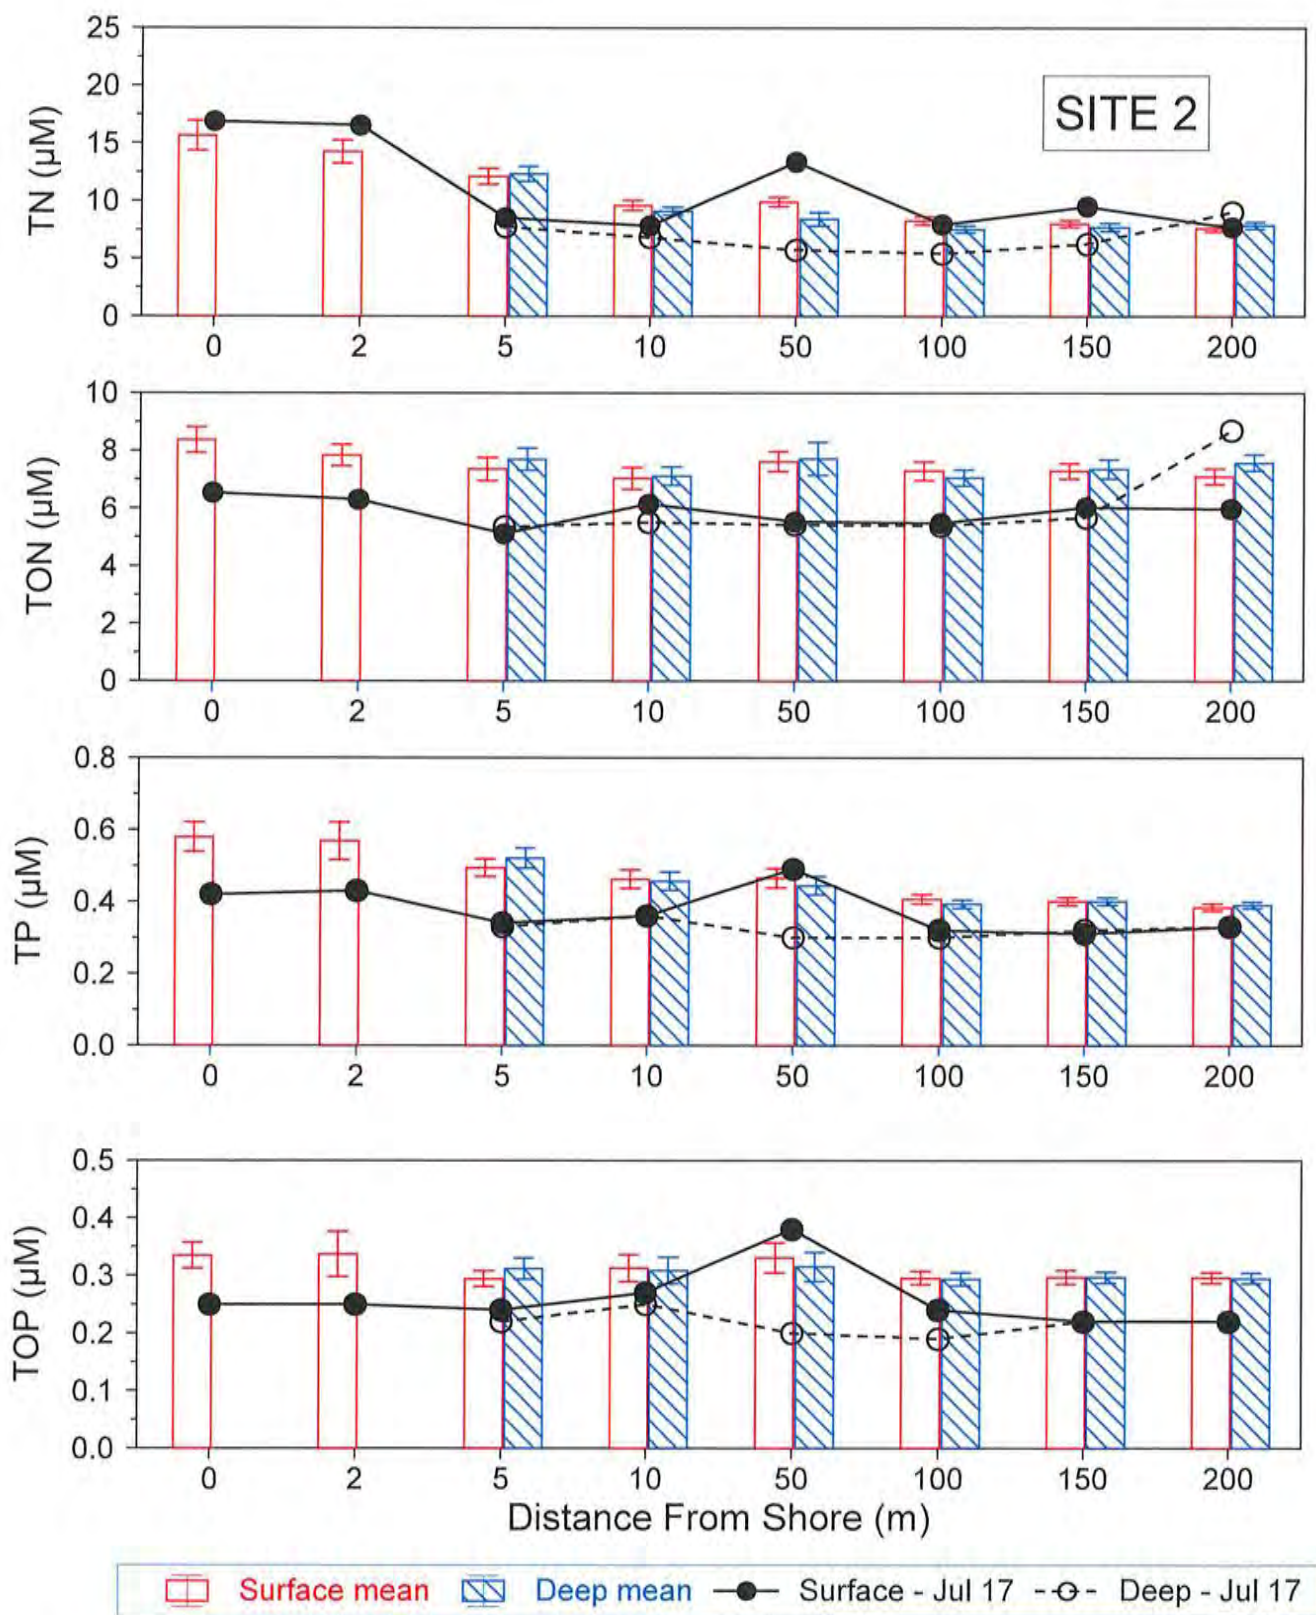 25
20
15
10
5
0
TN (µM)
SITE 2
0 2 5 10 50 100 150 200
10
8
6
4
2
0
TON (µM)
0 2 5 10 50 100 150 200
0.8
0.6
0.4
0.2
0.0
TP (µM)
0 2 5 10 50 100 150 200
0.5
0.4
0.3
0.2
0.1
0.0
TOP (µM)
0 2 5 10 50 100 150 200
Distance From Shore (m)
Surface mean Deep mean Surface - Jul 17 Deep - Jul 17